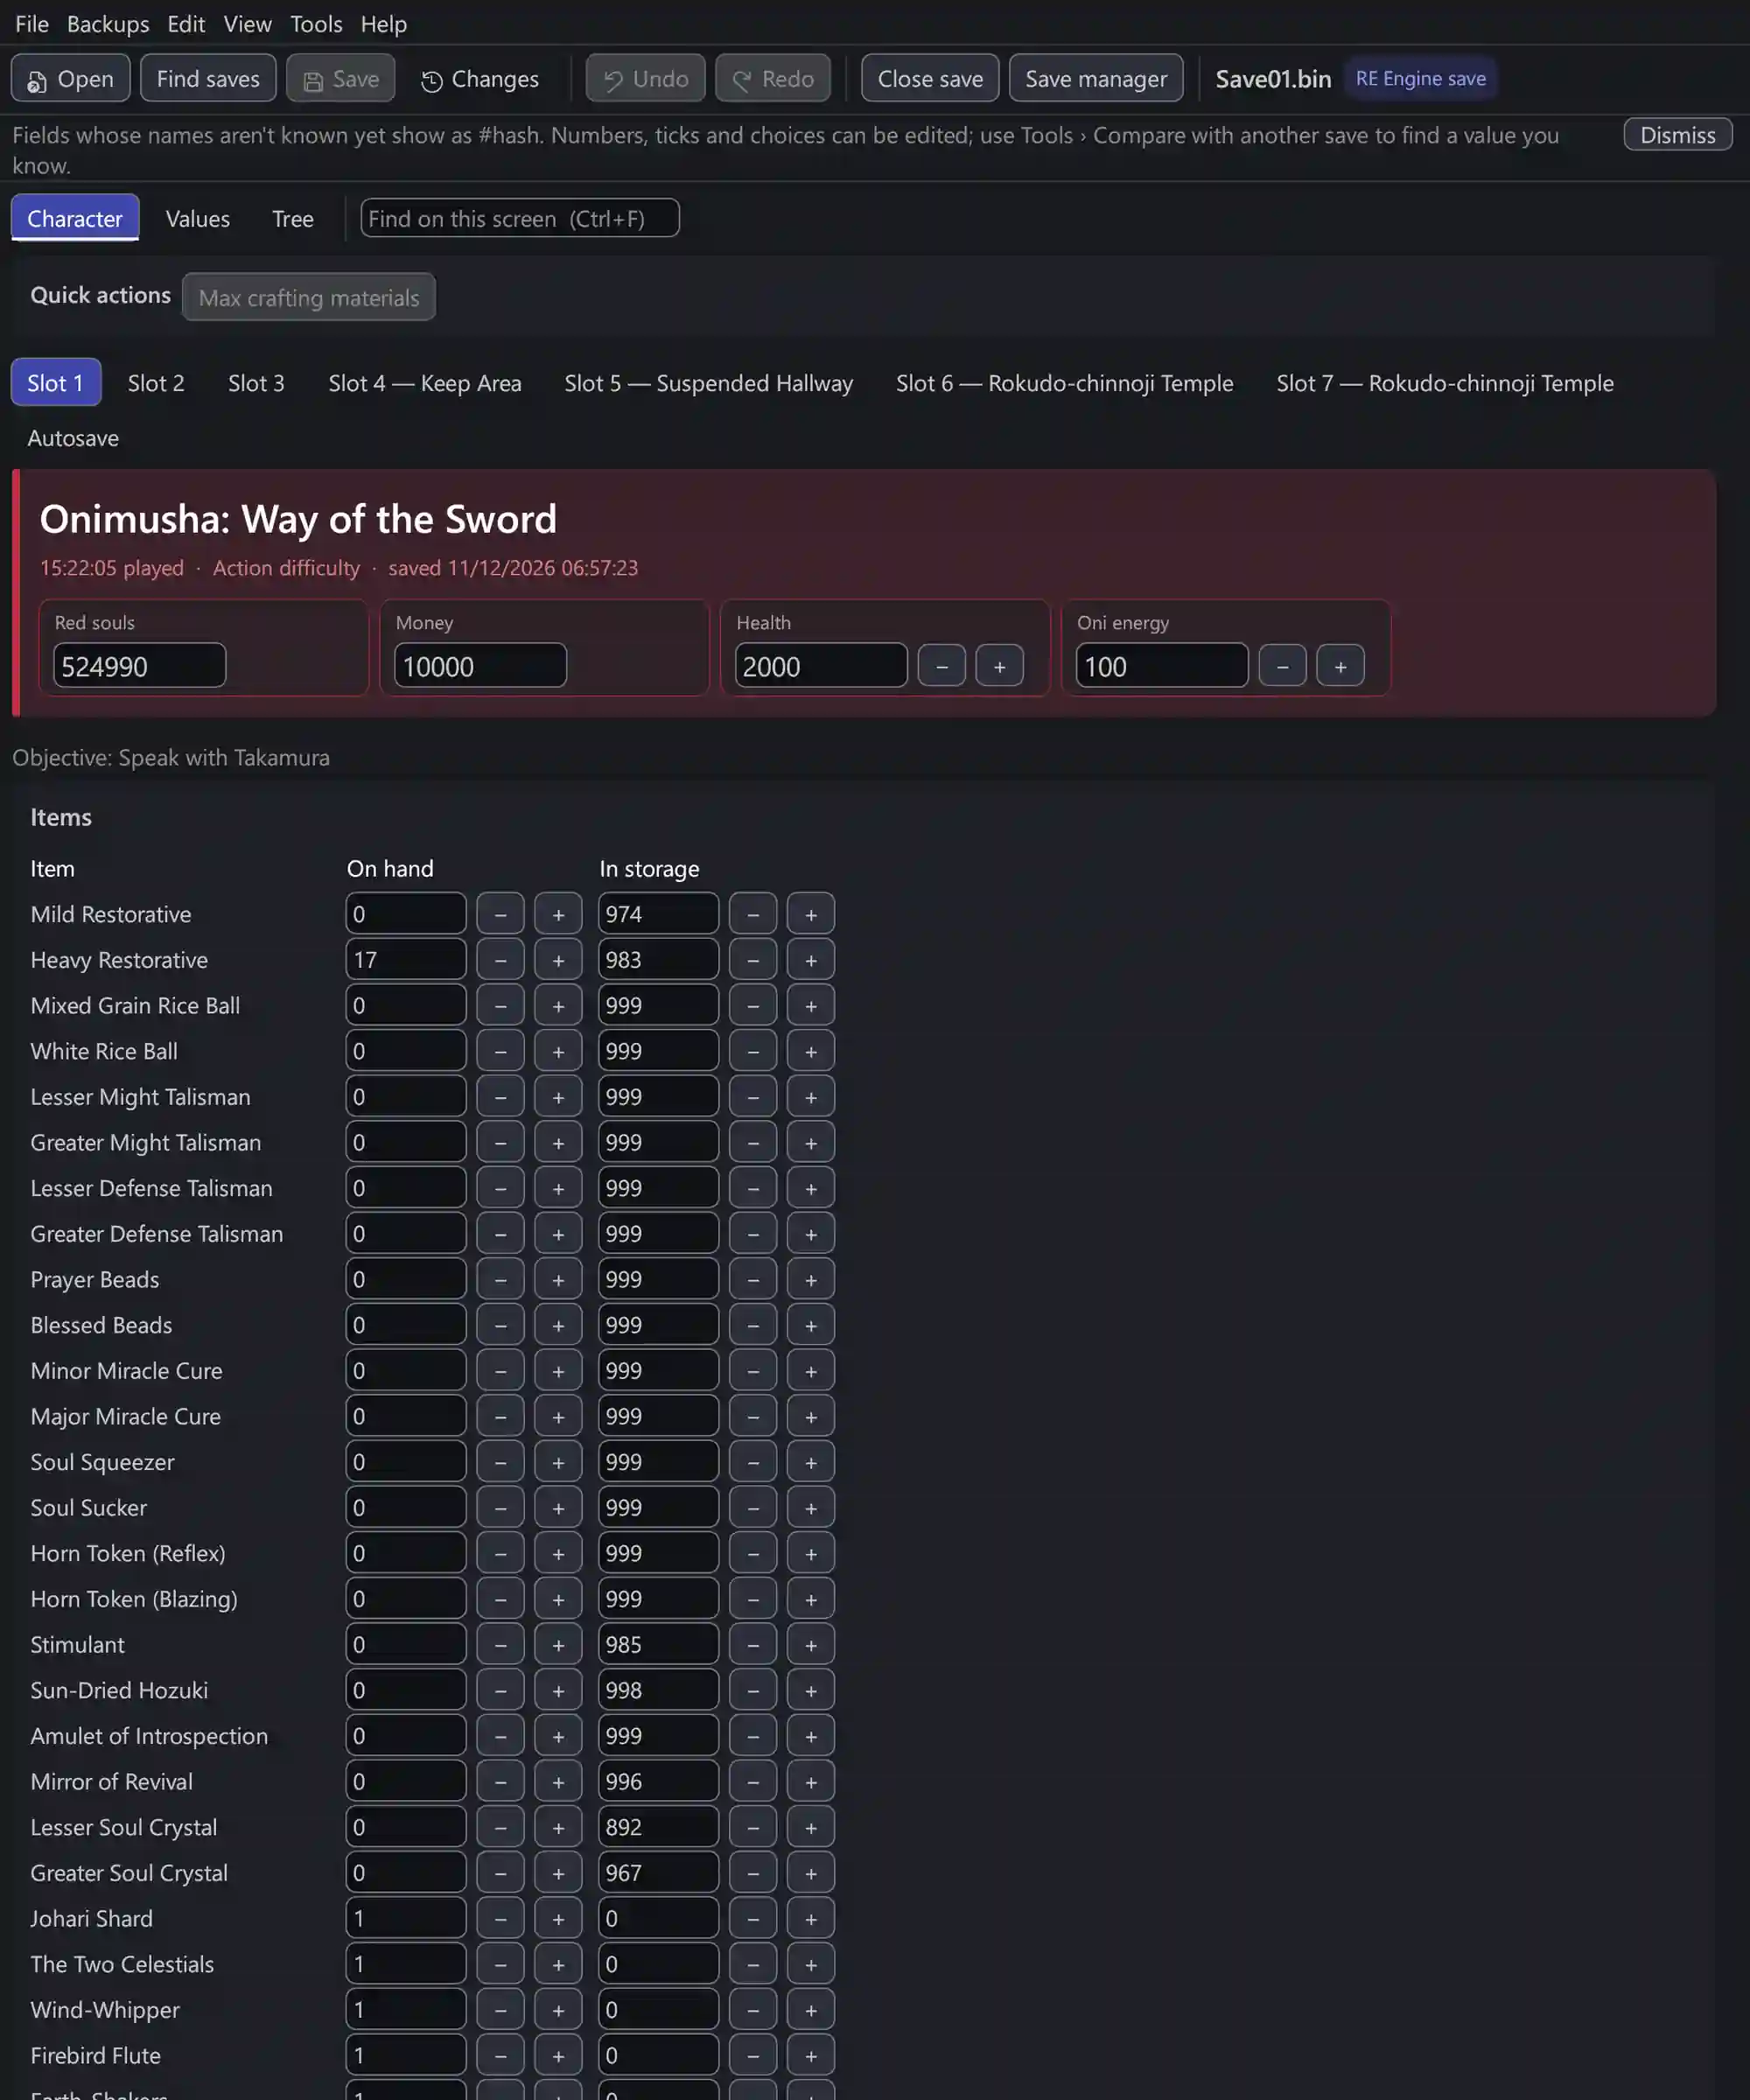 File Backups Edit View Tools Help
Open Find saves Save Changes Undo Redo Close save Save manager Save01.bin RE Engine save
Fields whose names aren't known yet show as #hash. Numbers, ticks and choices can be edited; use Tools › Compare with another save to find a value you
know.
Dismiss
Character Values Tree Find on this screen (Ctrl+F)
Quick actions Max crafting materials
Slot 1 Slot 2 Slot 3 Slot 4 — Keep Area Slot 5 — Suspended Hallway Slot 6 — Rokudo-chinnoji Temple Slot 7 — Rokudo-chinnoji Temple
Autosave
Onimusha: Way of the Sword
15:22:05 played · Action difficulty · saved 11/12/2026 06:57:23
Red souls Money Health Oni energy
524990 10000 2000 − + 100 − +
Objective: Speak with Takamura
Items
Item On hand In storage
Mild Restorative 0 − + 974 − +
Heavy Restorative 17 − + 983 − +
Mixed Grain Rice Ball 0 − + 999 − +
White Rice Ball 0 − + 999 − +
Lesser Might Talisman 0 − + 999 − +
Greater Might Talisman 0 − + 999 − +
Lesser Defense Talisman 0 − + 999 − +
Greater Defense Talisman 0 − + 999 − +
Prayer Beads 0 − + 999 − +
Blessed Beads 0 − + 999 − +
Minor Miracle Cure 0 − + 999 − +
Major Miracle Cure 0 − + 999 − +
Soul Squeezer 0 − + 999 − +
Soul Sucker 0 − + 999 − +
Horn Token (Reflex) 0 − + 999 − +
Horn Token (Blazing) 0 − + 999 − +
Stimulant 0 − + 985 − +
Sun-Dried Hozuki 0 − + 998 − +
Amulet of Introspection 0 − + 999 − +
Mirror of Revival 0 − + 996 − +
Lesser Soul Crystal 0 − + 892 − +
Greater Soul Crystal 0 − + 967 − +
Johari Shard 1 − + 0 − +
The Two Celestials 1 − + 0 − +
Wind-Whipper 1 − + 0 − +
Firebird Flute 1 − + 0 − +